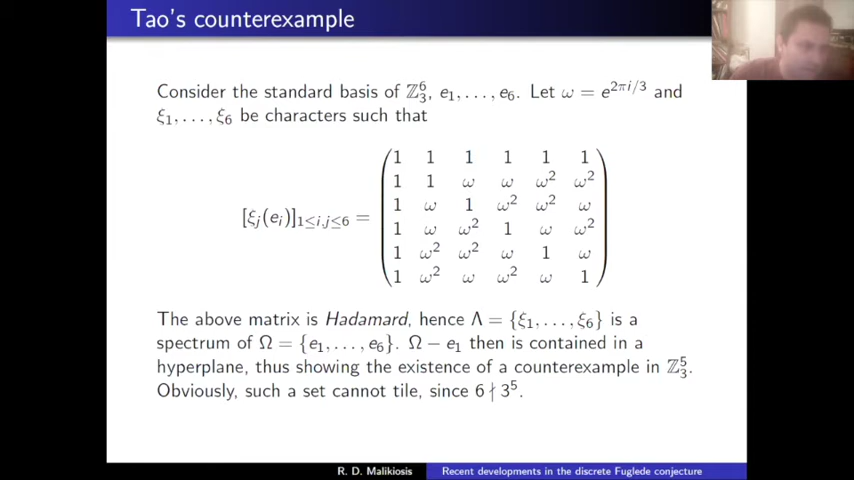 Tao's counterexample
Consider the standard basis of ℤ₃⁶, e₁, . . . , e₆. Let ω = e^{2πi/3} and
ξ₁, . . . , ξ₆ be characters such that
[ξⱼ(eᵢ)]_{1≤i,j≤6} =
1 1 1 1 1 1
1 1 ω ω ω² ω²
1 ω 1 ω² ω² ω
1 ω ω² 1 ω ω²
1 ω² ω² ω 1 ω
1 ω² ω ω² ω 1
The above matrix is Hadamard, hence Λ = {ξ₁, . . . , ξ₆} is a
spectrum of Ω = {e₁, . . . , e₆}. Ω − e₁ then is contained in a
hyperplane, thus showing the existence of a counterexample in ℤ₃⁵.
Obviously, such a set cannot tile, since 6 ∤ 3⁵.
R. D. Malikiosis Recent developments in the discrete Fuglede conjecture